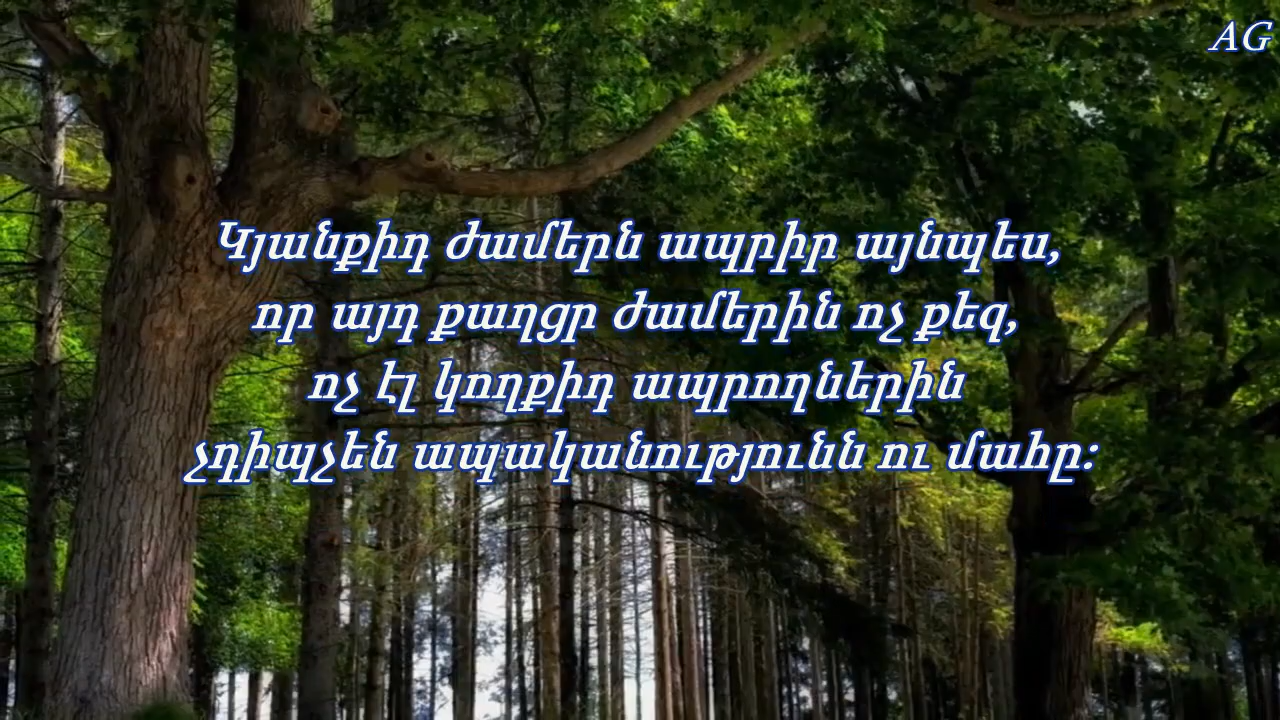 AG
Կյանքիդ ժամերն ապրիր այնպես,
որ այդ քաղցր ժամերին ոչ քեզ,
ոչ էլ կողքիդ ապրողներին
չդիպչեն ապականությունն ու մահը: